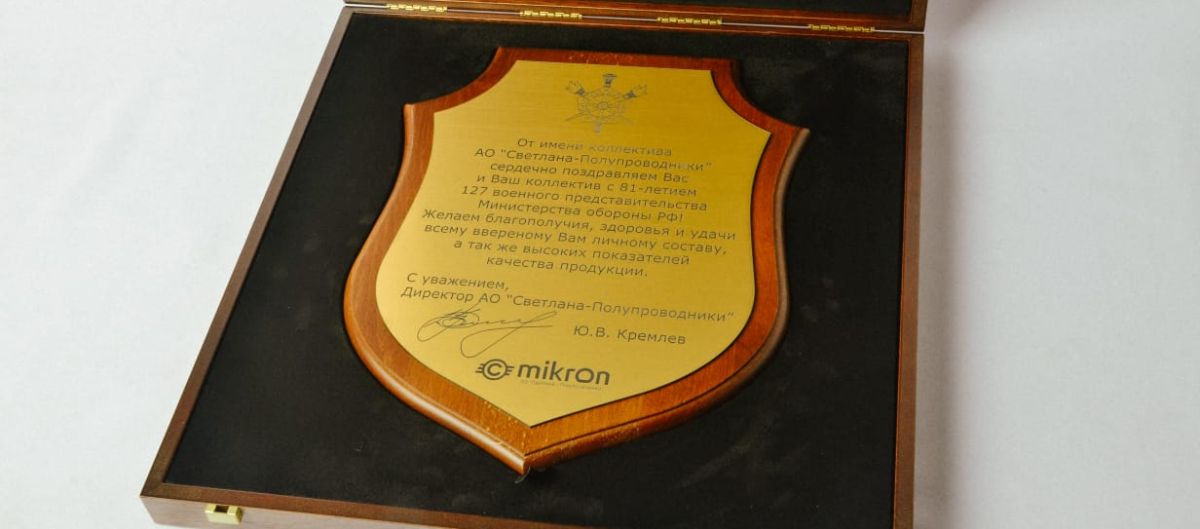 От имени коллектива
АО "Светлана-Полупроводники"
сердечно поздравляем Вас
и Ваш коллектив с 81-летием
127 военного представительства
Министерства обороны РФ!
Желаем благополучия, здоровья и удачи
всему ввереному Вам личному составу,
а так же высоких показателей
качества продукции.
С уважением,
Директор АО "Светлана-Полупроводники"
Ю.В. Кремлев
mikron